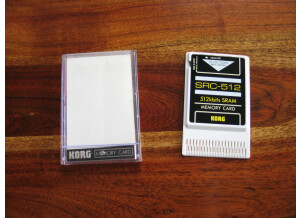 KORG MEMORY CARD
SRC-512
512kbits SRAM
MEMORY CARD
KORG